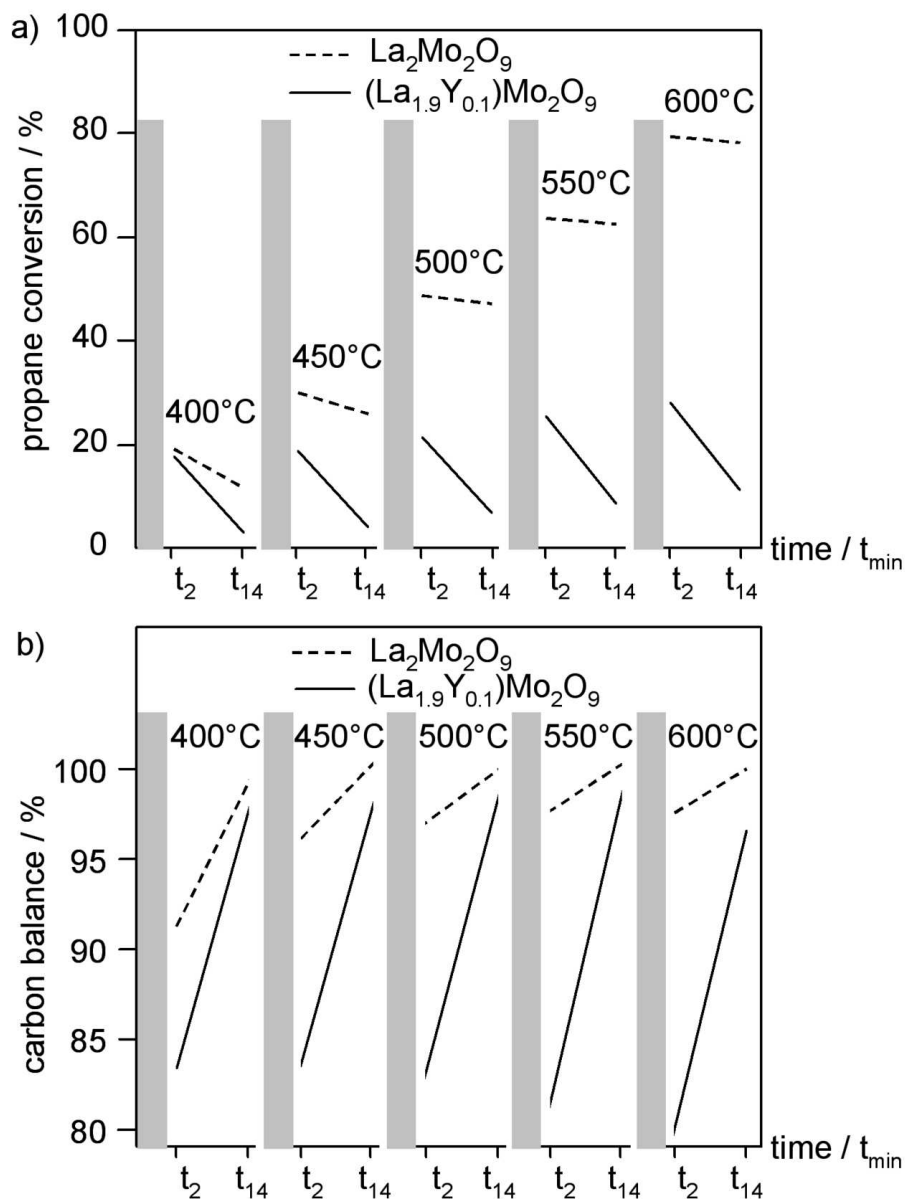 a)
100
80
60
40
20
0
propane conversion / %
La₂Mo₂O₉
(La₁.₉Y₀.₁)Mo₂O₉
400°C
450°C
500°C
550°C
600°C
t₂ t₁₄ t₂ t₁₄ t₂ t₁₄ t₂ t₁₄ t₂ t₁₄
time / tₘᵢₙ
b)
100
95
90
85
80
carbon balance / %
La₂Mo₂O₉
(La₁.₉Y₀.₁)Mo₂O₉
400°C 450°C 500°C 550°C 600°C
t₂ t₁₄ t₂ t₁₄ t₂ t₁₄ t₂ t₁₄ t₂ t₁₄
time / tₘᵢₙ